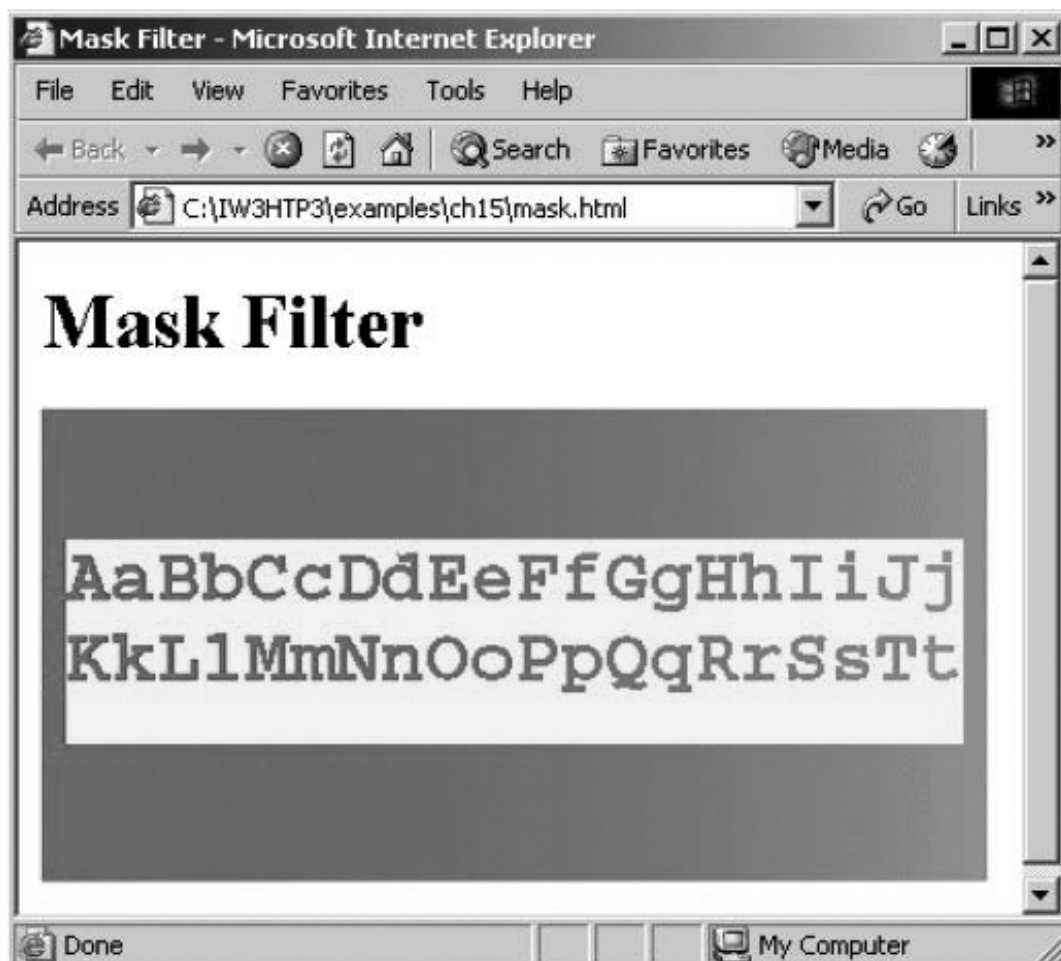 Mask Filter - Microsoft Internet Explorer
File Edit View Favorites Tools Help
Back Search Favorites Media »
Address C:\IW3HTP3\examples\ch15\mask.html Go Links »
Mask Filter
AaBbCcDdEeFfGgHhIiJj
KkLlMmNnOoPpQqRrSsTt
Done My Computer